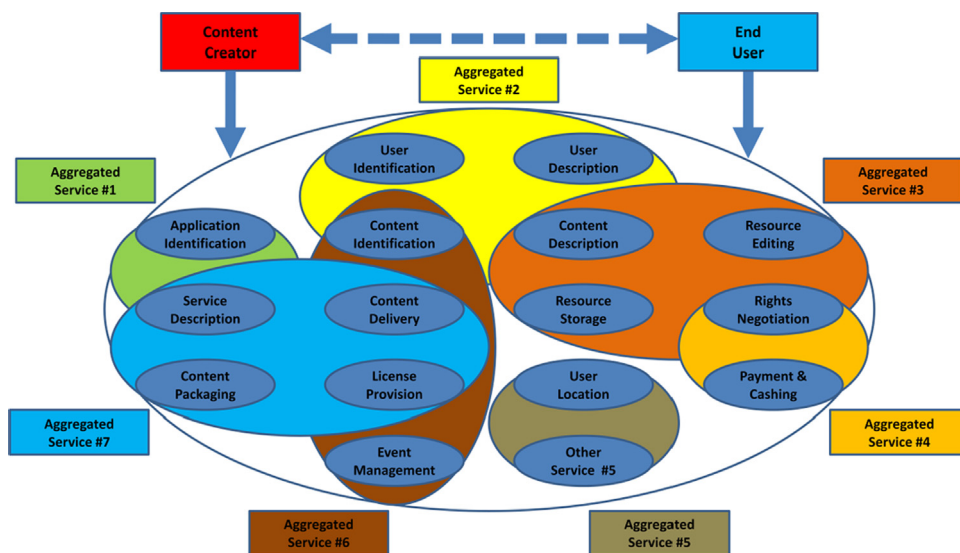 Content
Creator
End
User
Aggregated
Service #2
Aggregated
Service #1
Aggregated
Service #3
User
Identification
User
Description
Application
Identification
Content
Identification
Content
Description
Resource
Editing
Service
Description
Content
Delivery
Resource
Storage
Rights
Negotiation
Content
Packaging
License
Provision
User
Location
Payment &
Cashing
Aggregated
Service #7
Event
Management
Other
Service #5
Aggregated
Service #4
Aggregated
Service #6
Aggregated
Service #5